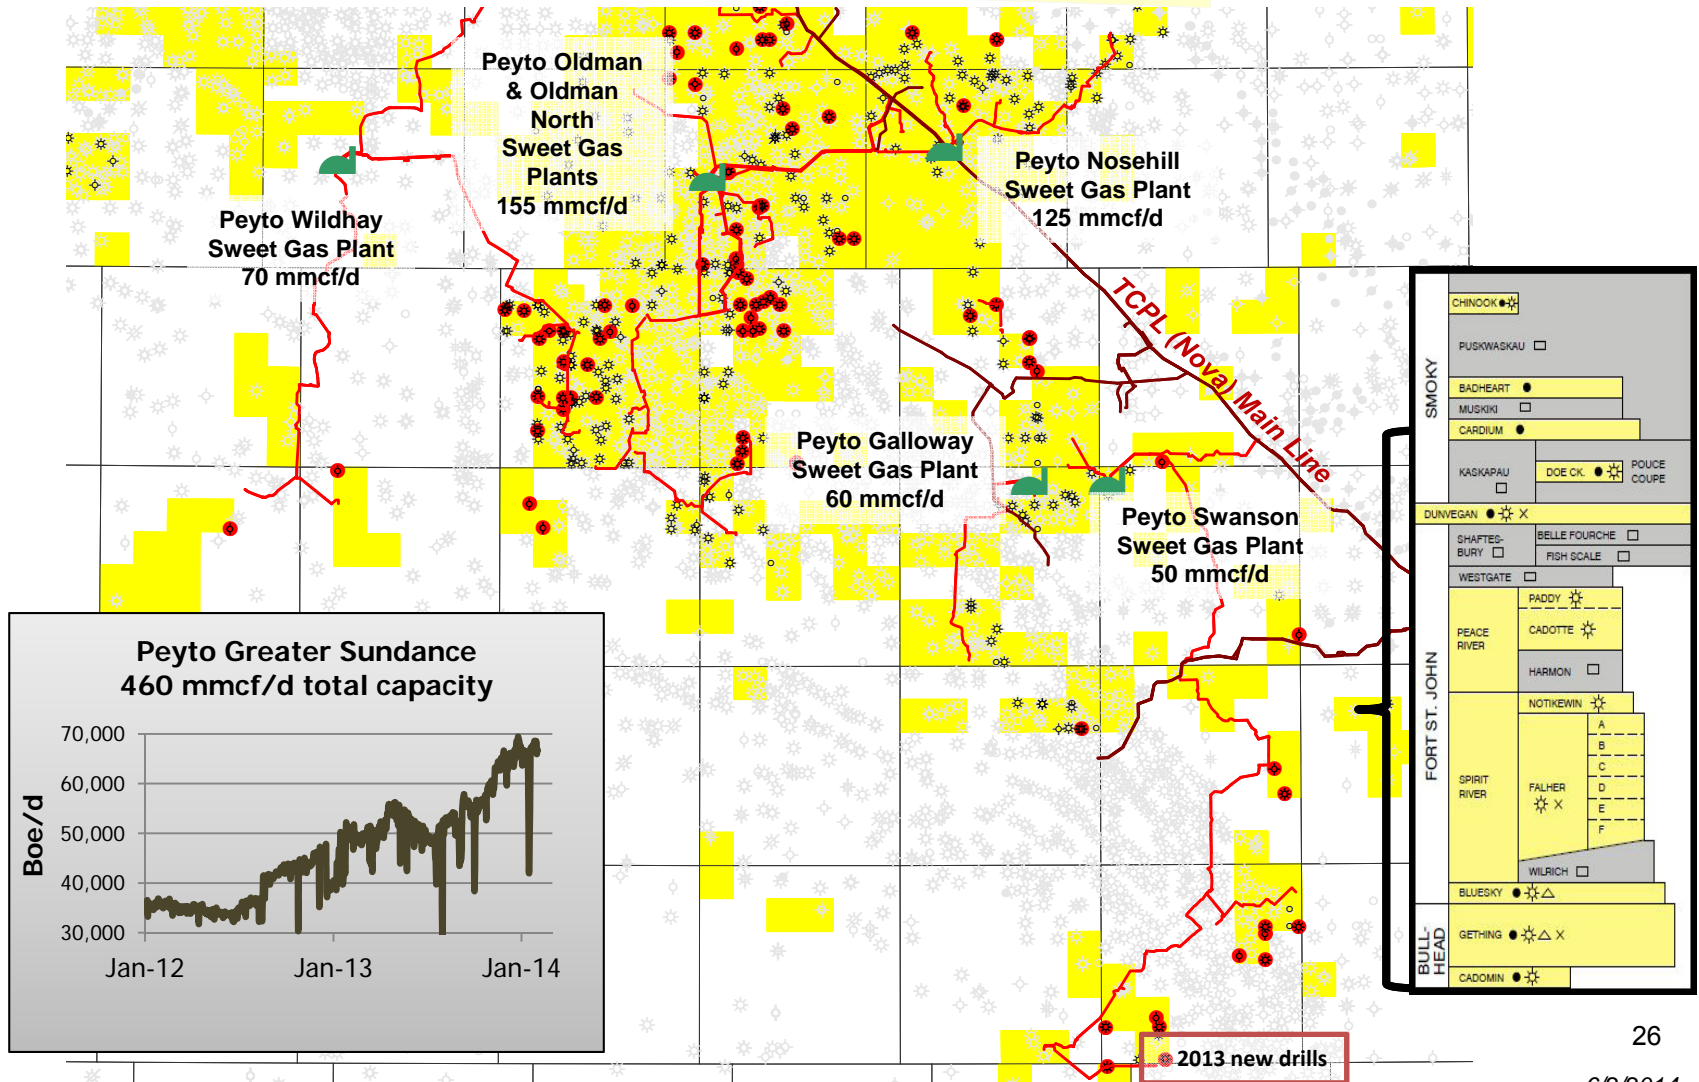 Peyto Oldman
& Oldman
North
Sweet Gas
Plants
155 mmcf/d
Peyto Nosehill
Sweet Gas Plant
125 mmcf/d
Peyto Wildhay
Sweet Gas Plant
70 mmcf/d
TCPL (Nova) Main Line
Peyto Galloway
Sweet Gas Plant
60 mmcf/d
Peyto Swanson
Sweet Gas Plant
50 mmcf/d
Peyto Greater Sundance
460 mmcf/d total capacity
Boe/d
70,000
60,000
50,000
40,000
30,000
Jan-12
Jan-13
Jan-14
SMOKY
CHINOOK
PUSKWASKAU
BADHEART
MUSKIKI
CARDIUM
KASKAPAU
DOE CK.
POUCE
COUPE
DUNVEGAN
FORT ST. JOHN
SHAFTES-
BURY
BELLE FOURCHE
FISH SCALE
WESTGATE
PEACE
RIVER
PADDY
CADOTTE
HARMON
SPIRIT
RIVER
NOTIKEWIN
FALHER
A
B
C
D
E
F
WILRICH
BLUESKY
BULL-
HEAD
GETHING
CADOMIN
2013 new drills
26
6/2/2014